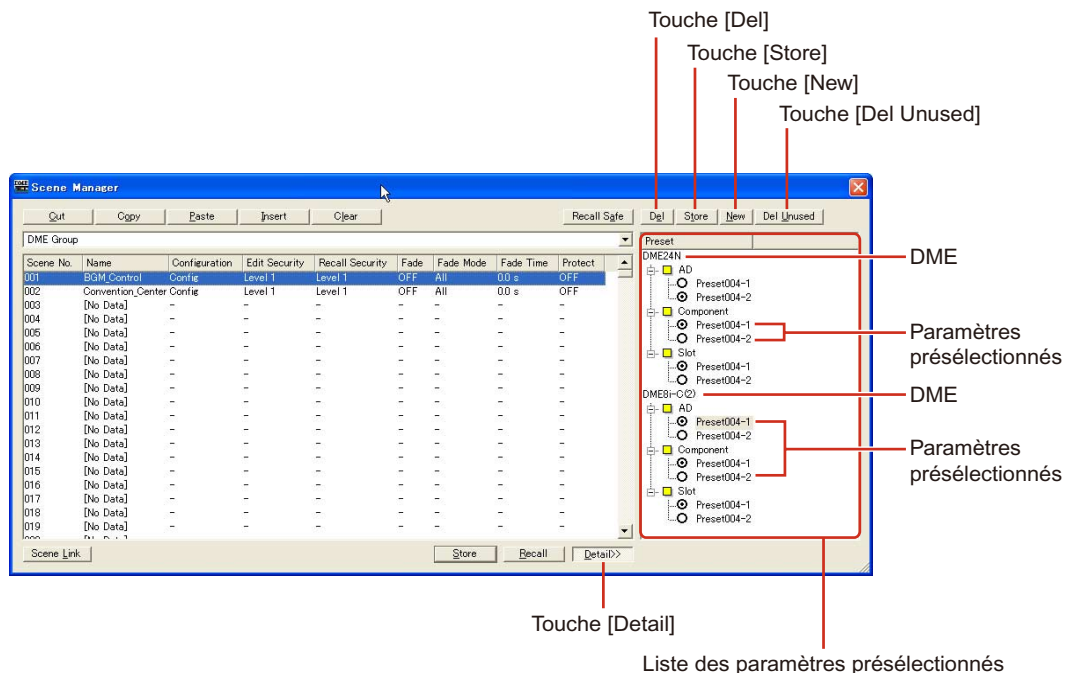 Touche [Del]
Touche [Store]
Touche [New]
Touche [Del Unused]
Scene Manager
Cut Copy Paste Insert Clear Recall Safe Del Store New Del Unused
DME Group
Preset
Scene No. Name Configuration Edit Security Recall Security Fade Fade Mode Fade Time Protect
001 BGM_Control Config Level 1 Level 1 OFF All 0.0 s OFF
002 Convention_Center Config Level 1 Level 1 OFF All 0.0 s OFF
003 [No Data] – – – – – – –
004 [No Data] – – – – – – –
005 [No Data] – – – – – – –
006 [No Data] – – – – – – –
007 [No Data] – – – – – – –
008 [No Data] – – – – – – –
009 [No Data] – – – – – – –
010 [No Data] – – – – – – –
011 [No Data] – – – – – – –
012 [No Data] – – – – – – –
013 [No Data] – – – – – – –
014 [No Data] – – – – – – –
015 [No Data] – – – – – – –
016 [No Data] – – – – – – –
017 [No Data] – – – – – – –
018 [No Data] – – – – – – –
019 [No Data] – – – – – – –
DME24N
AD
Preset004-1
Preset004-2
Component
Preset004-1
Preset004-2
Slot
Preset004-1
Preset004-2
DME8i-C(2)
AD
Preset004-1
Preset004-2
Component
Preset004-1
Preset004-2
Slot
Preset004-1
Preset004-2
DME
Paramètres
présélectionnés
DME
Paramètres
présélectionnés
Scene Link Store Recall Detail>>
Touche [Detail]
Liste des paramètres présélectionnés